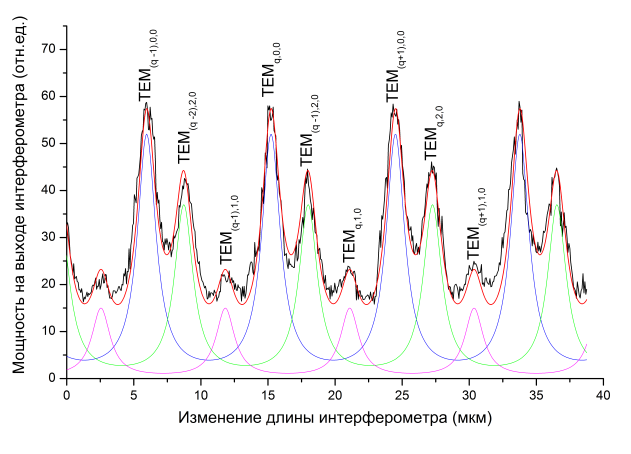 Мощность на выходе интерферометра (отн.ед.)
70
60
50
40
30
20
10
0
TEM(q -1),0,0
TEM(q -2),2,0
TEM(q-1),1,0
TEMq,0,0
TEM(q -1),2,0
TEMq,1,0
TEM(q+1),0,0
TEMq,2,0
TEM(q+1),1,0
0 5 10 15 20 25 30 35 40
Изменение длины интерферометра (мкм)